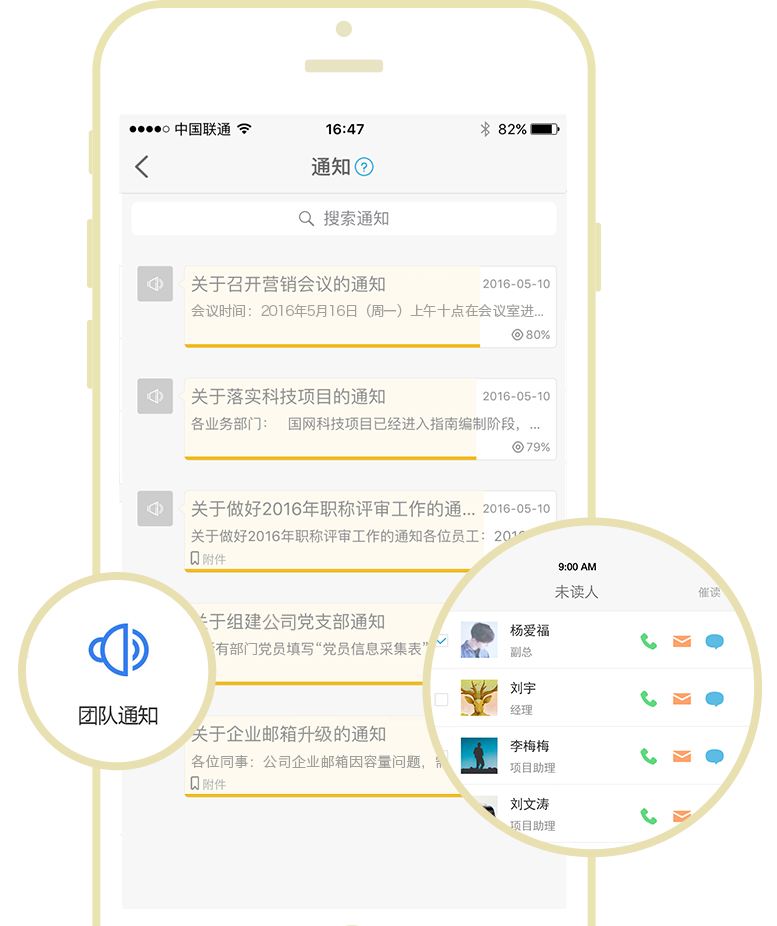 中国联通 16:47 82%
通知 ?
搜索通知
关于召开营销会议的通知 2016-05-10
会议时间：2016年5月16日（周一）上午十点在会议室进...
80%
关于落实科技项目的通知 2016-05-10
各业务部门： 国网科技项目已经进入指南编制阶段，...
79%
关于做好2016年职称评审工作的通... 2016-05-10
关于做好2016年职称评审工作的通知各位员工：201
附件
关于组建公司党支部通知
有部门党员填写“党员信息采集表”
关于企业邮箱升级的通知
各位同事：公司企业邮箱因容量问题，
附件
团队通知
9:00 AM
未读人 催读
杨爱福
副总
刘宇
经理
李梅梅
项目助理
刘文涛
项目助理